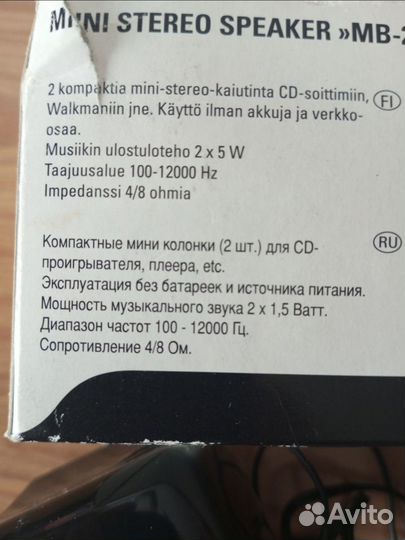 MINI STEREO SPEAKER »MB-2
2 kompaktia mini-stereo-kaiutinta CD-soittimiin,
FI
Walkmaniin jne. Käyttö ilman akkuja ja verkko-
osaa.
Musiikin ulostuloteho 2 x 5 W
Taajuusalue 100-12000 Hz
Impedanssi 4/8 ohmia
Компактные мини колонки (2 шт.) для CD-
RU
проигрывателя, плеера, etc.
Эксплуатация без батареек и источника питания.
Мощность музыкального звука 2 x 1,5 Ватт.
Диапазон частот 100 - 12000 Гц.
Сопротивление 4/8 Ом.
Avito